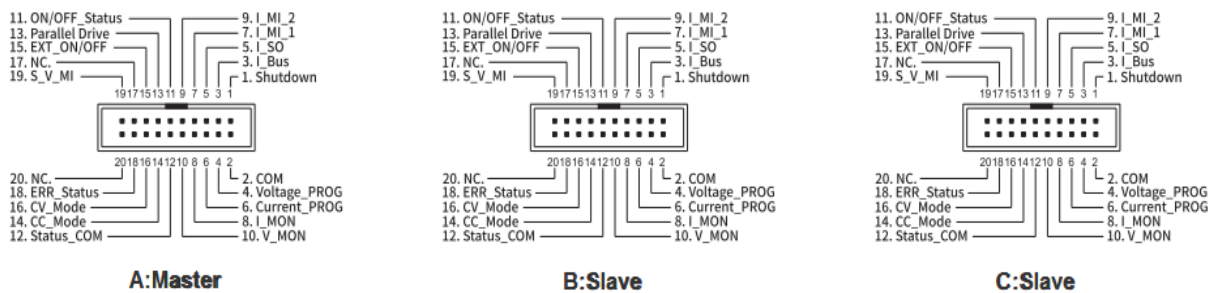 11. ON/OFF_Status
9. I_MI_2
13. Parallel Drive
7. I_MI_1
15. EXT_ON/OFF
5. I_SO
17. NC.
3. I_Bus
19. S_V_MI
1. Shutdown
19 17 15 13 11 9 7 5 3 1
20 18 16 14 12 10 8 6 4 2
20. NC.
2. COM
18. ERR_Status
4. Voltage_PROG
16. CV_Mode
6. Current_PROG
14. CC_Mode
8. I_MON
12. Status_COM
10. V_MON
A:Master
11. ON/OFF_Status
9. I_MI_2
13. Parallel Drive
7. I_MI_1
15. EXT_ON/OFF
5. I_SO
17. NC.
3. I_Bus
19. S_V_MI
1. Shutdown
19 17 15 13 11 9 7 5 3 1
20 18 16 14 12 10 8 6 4 2
20. NC.
2. COM
18. ERR_Status
4. Voltage_PROG
16. CV_Mode
6. Current_PROG
14. CC_Mode
8. I_MON
12. Status_COM
10. V_MON
B:Slave
11. ON/OFF_Status
9. I_MI_2
13. Parallel Drive
7. I_MI_1
15. EXT_ON/OFF
5. I_SO
17. NC.
3. I_Bus
19. S_V_MI
1. Shutdown
19 17 15 13 11 9 7 5 3 1
20 18 16 14 12 10 8 6 4 2
20. NC.
2. COM
18. ERR_Status
4. Voltage_PROG
16. CV_Mode
6. Current_PROG
14. CC_Mode
8. I_MON
12. Status_COM
10. V_MON
C:Slave